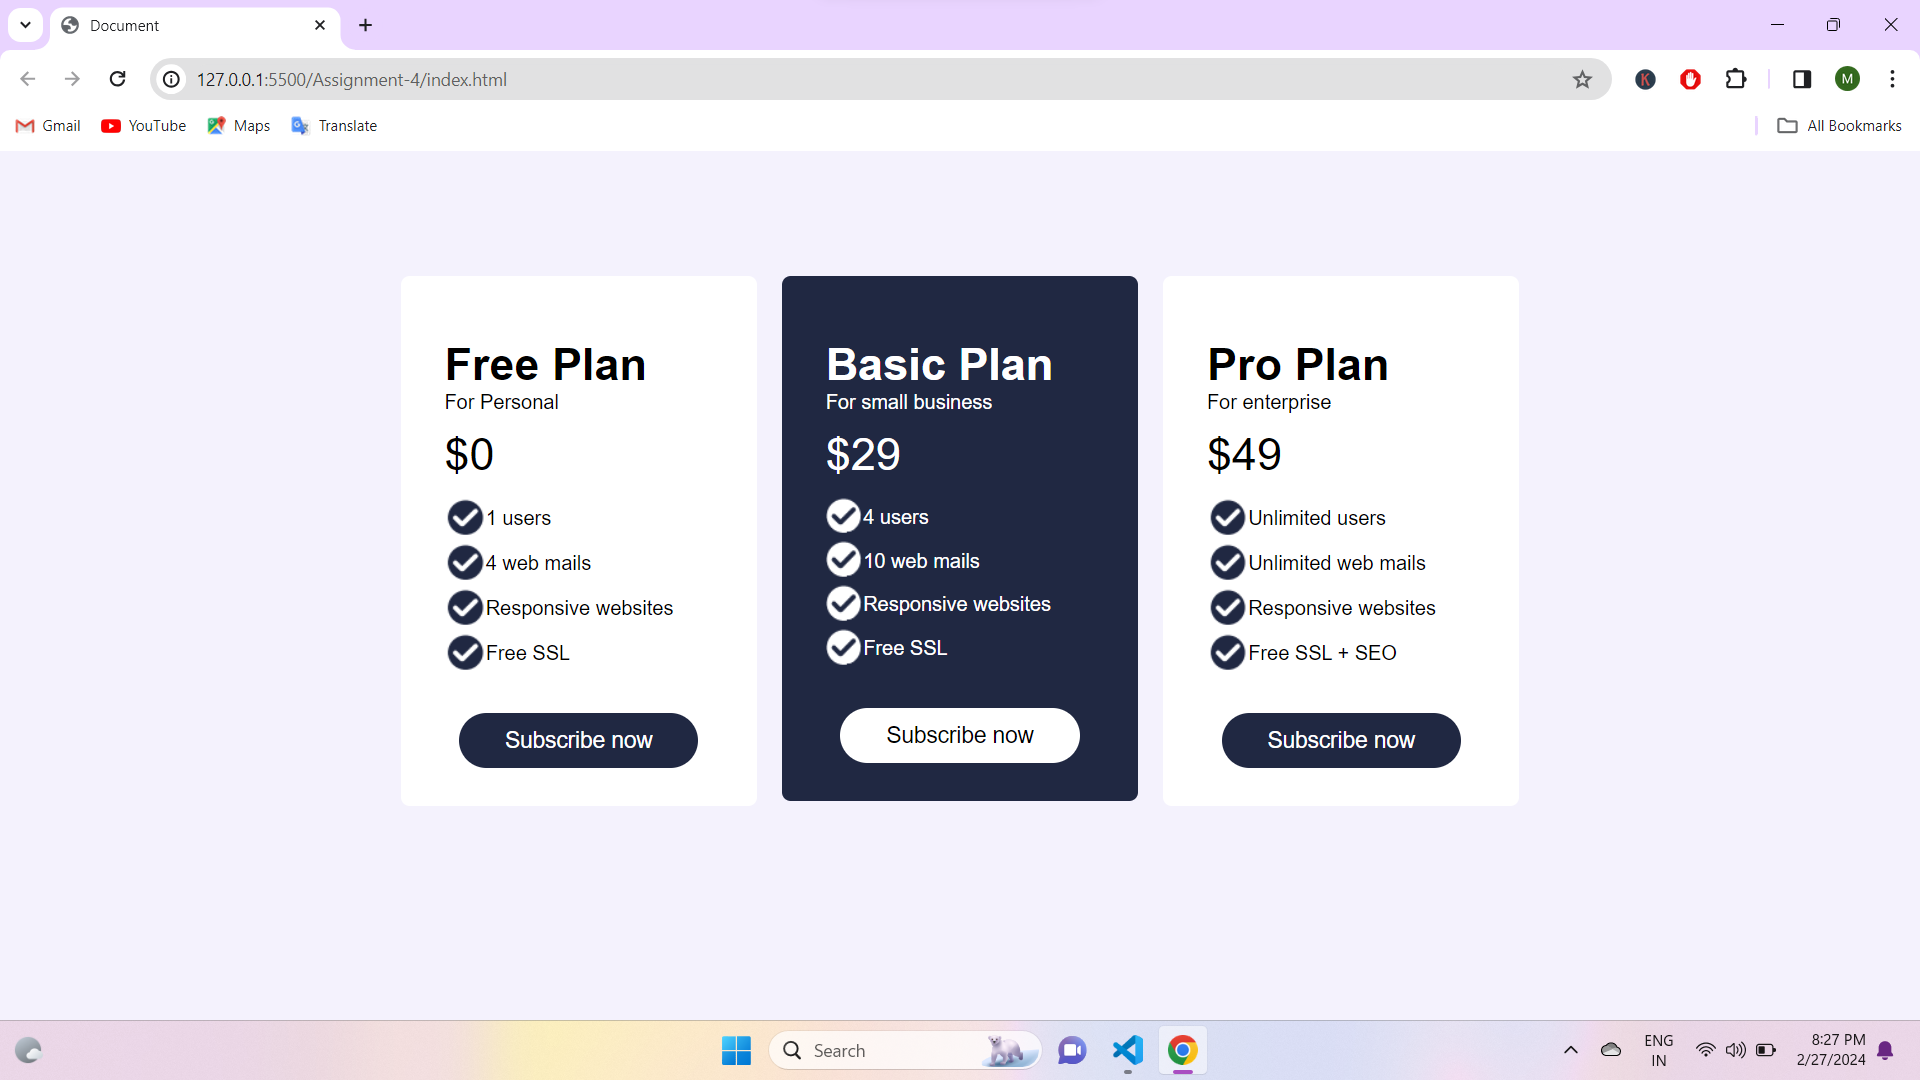 Document
127.0.0.1:5500/Assignment-4/index.html
K
M
Gmail
YouTube
Maps
Translate
All Bookmarks
Free Plan
For Personal
$0
1 users
4 web mails
Responsive websites
Free SSL
Subscribe now
Basic Plan
For small business
$29
4 users
10 web mails
Responsive websites
Free SSL
Subscribe now
Pro Plan
For enterprise
$49
Unlimited users
Unlimited web mails
Responsive websites
Free SSL + SEO
Subscribe now
Search
ENG
IN
8:27 PM
2/27/2024